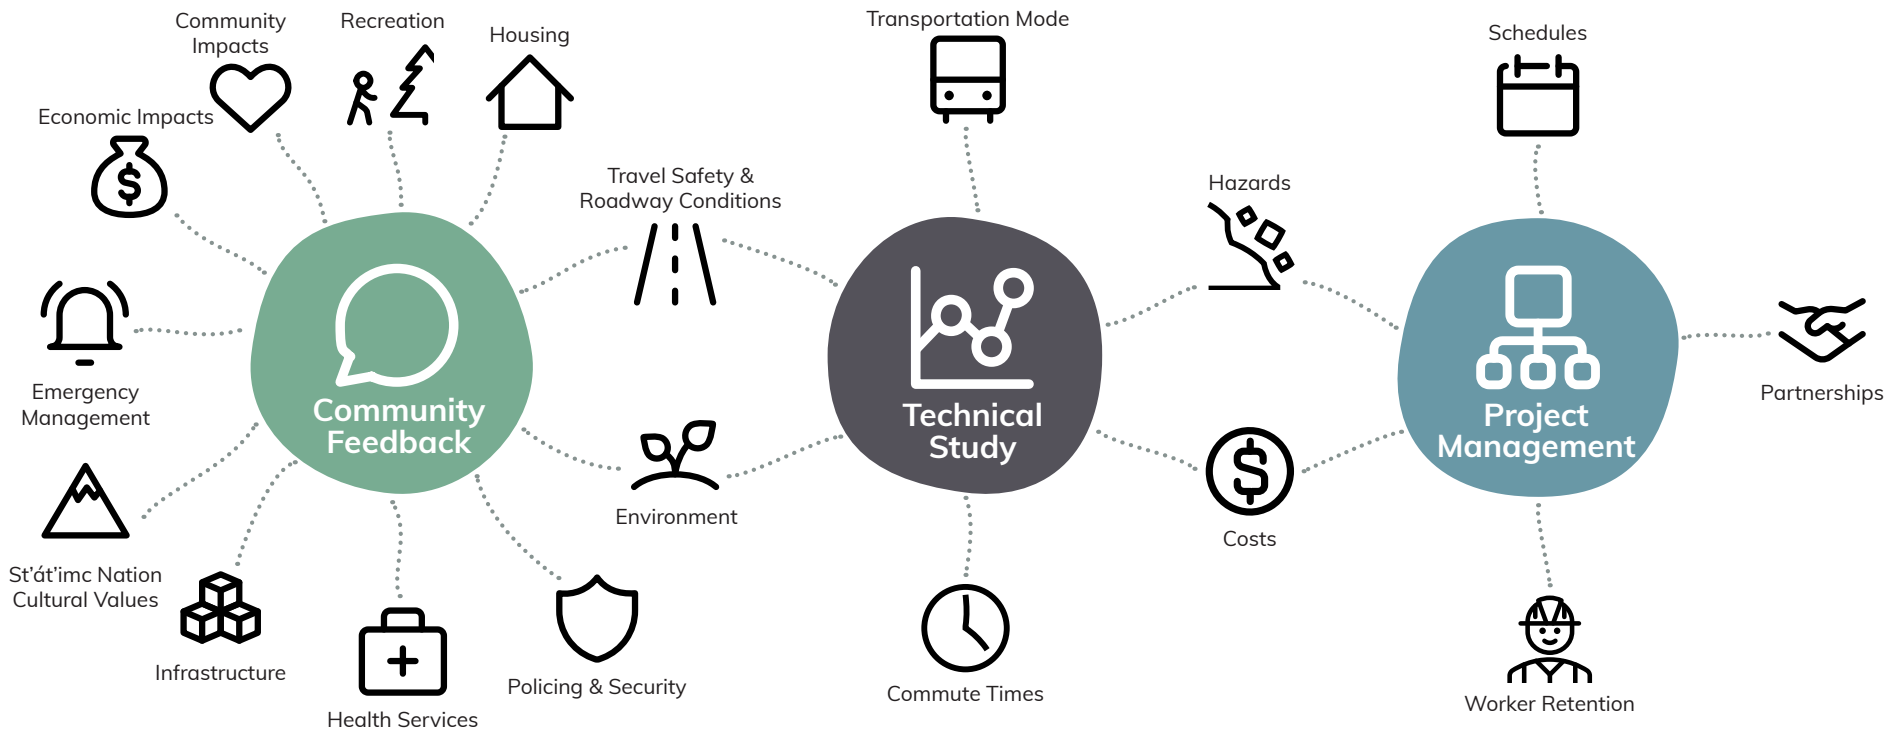 Community
Impacts
Recreation
Housing
Economic Impacts
Emergency
Management
St'át'imc Nation
Cultural Values
Infrastructure
Health Services
Policing & Security
Community
Feedback
Travel Safety &
Roadway Conditions
Environment
Transportation Mode
Technical
Study
Commute Times
Hazards
Costs
Schedules
Project
Management
Partnerships
Worker Retention